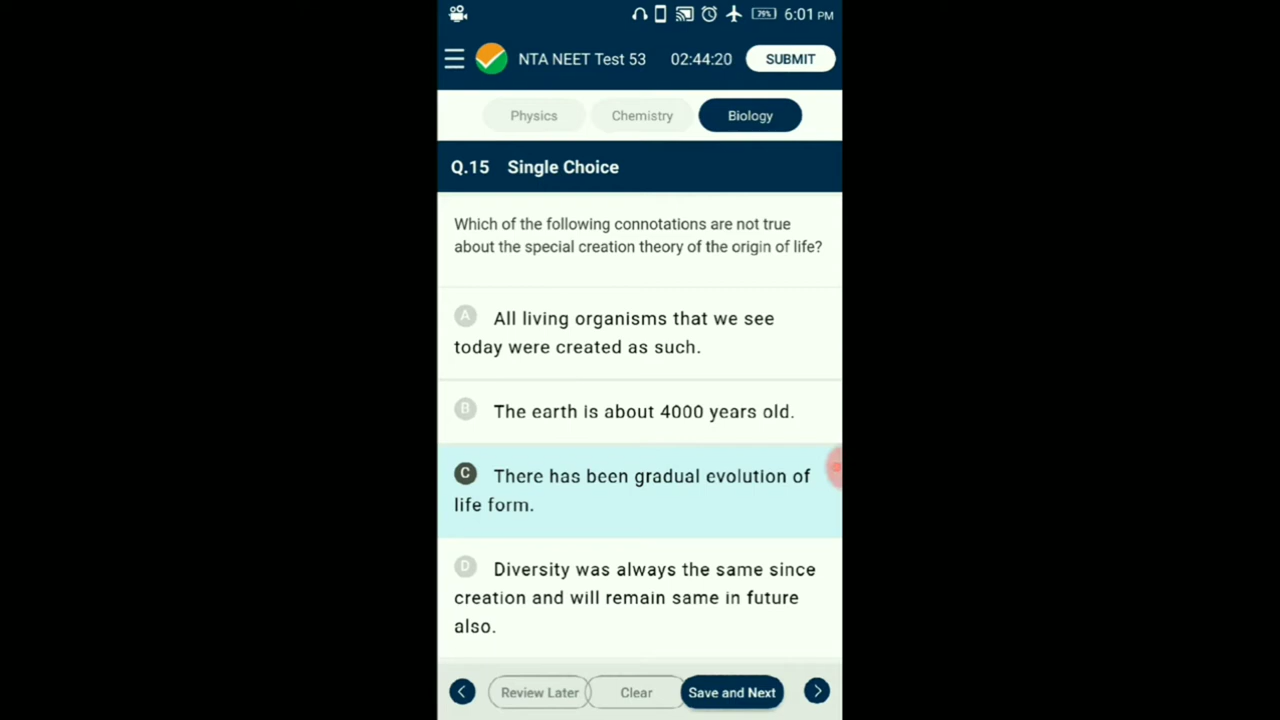 79% 6:01 PM
NTA NEET Test 53 02:44:20 SUBMIT
Physics Chemistry Biology
Q.15 Single Choice
Which of the following connotations are not true
about the special creation theory of the origin of life?
A All living organisms that we see
today were created as such.
B The earth is about 4000 years old.
C There has been gradual evolution of
life form.
D Diversity was always the same since
creation and will remain same in future
also.
Review Later Clear Save and Next